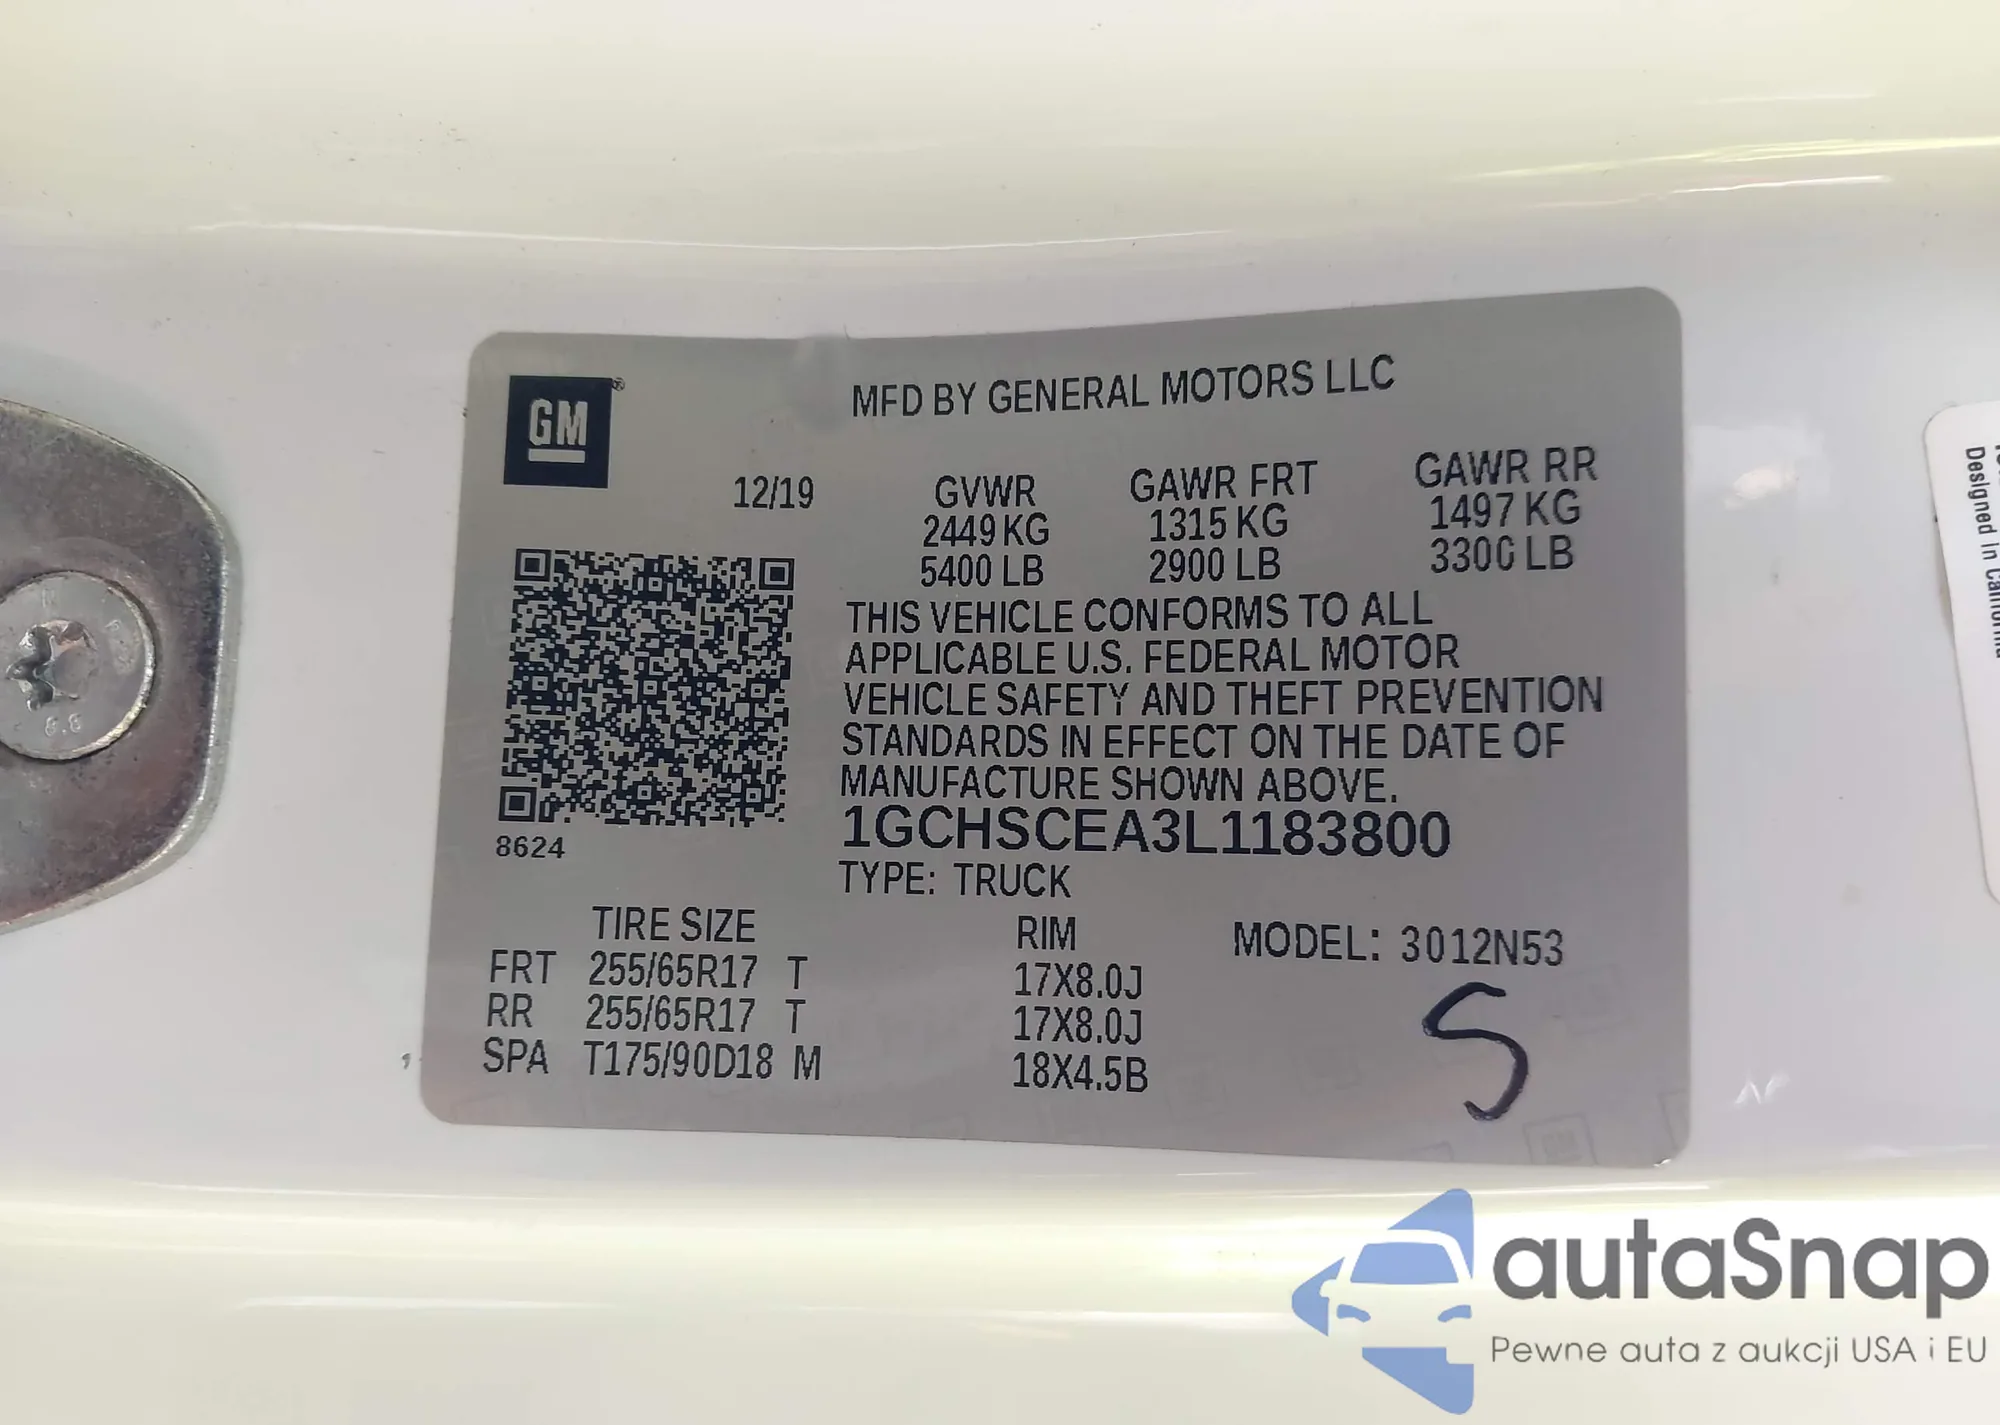 GM®
MFD BY GENERAL MOTORS LLC
12/19
GVWR GAWR FRT GAWR RR
2449 KG 1315 KG 1497 KG
5400 LB 2900 LB 3300 LB
THIS VEHICLE CONFORMS TO ALL
APPLICABLE U.S. FEDERAL MOTOR
VEHICLE SAFETY AND THEFT PREVENTION
STANDARDS IN EFFECT ON THE DATE OF
MANUFACTURE SHOWN ABOVE.
8624
1GCHSCEA3L1183800
TYPE: TRUCK
TIRE SIZE RIM MODEL: 3012N53
FRT 255/65R17 T 17X8.0J
RR 255/65R17 T 17X8.0J
SPA T175/90D18 M 18X4.5B
S
GM
8.8
Designed in California
autaSnap
Pewne auta z aukcji USA i EU